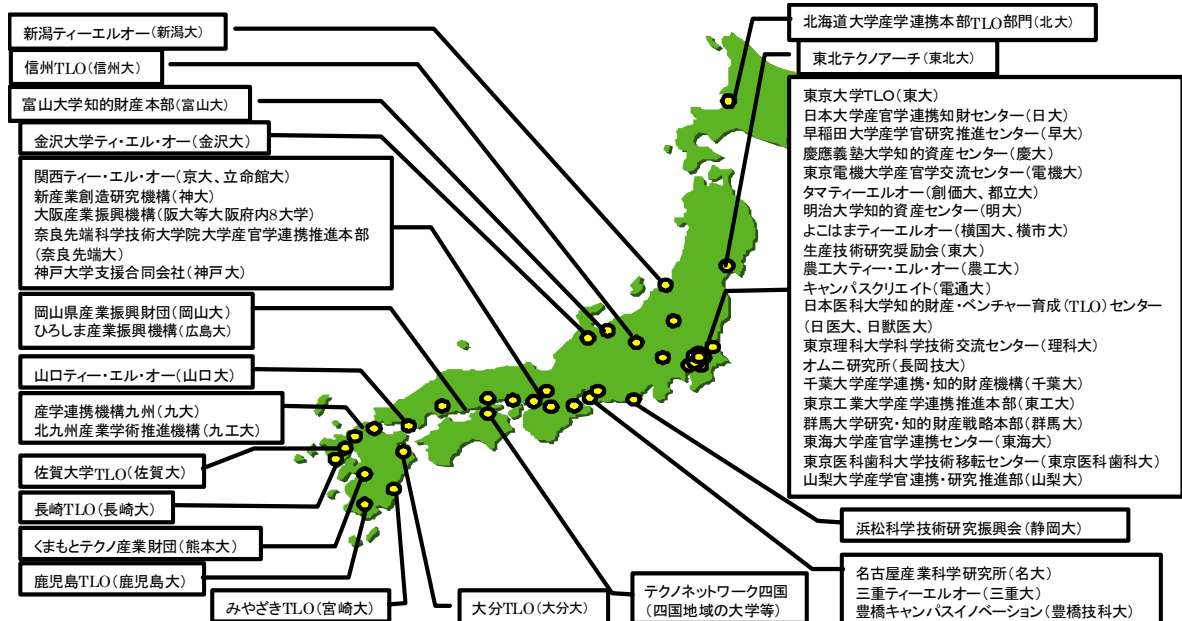 新潟ティーエルオー(新潟大)
信州TLO(信州大)
富山大学知的財産本部(富山大)
金沢大学ティ・エル・オー(金沢大)
関西ティー・エル・オー(京大、立命館大)
新産業創造研究機構(神大)
大阪産業振興機構(阪大等大阪府内8大学)
奈良先端科学技術大学院大学産官学連携推進本部
(奈良先端大)
神戸大学支援合同会社(神戸大)
岡山県産業振興財団(岡山大)
ひろしま産業振興機構(広島大)
山口ティー・エル・オー(山口大)
産学連携機構九州(九大)
北九州産業学術推進機構(九工大)
佐賀大学TLO(佐賀大)
長崎TLO(長崎大)
くまもとテクノ産業財団(熊本大)
鹿児島TLO(鹿児島大)
みやざきTLO(宮崎大)
大分TLO(大分大)
テクノネットワーク四国
(四国地域の大学等)
北海道大学産学連携本部TLO部門(北大)
東北テクノアーチ(東北大)
東京大学TLO(東大)
日本大学産官学連携知財センター(日大)
早稲田大学産学官研究推進センター(早大)
慶應義塾大学知的資産センター(慶大)
東京電機大学産官学交流センター(電機大)
タマティーエルオー(創価大、都立大)
明治大学知的資産センター(明大)
よこはまティーエルオー(横国大、横市大)
生産技術研究奨励会(東大)
農工大ティー・エル・オー(農工大)
キャンパスクリエイト(電通大)
日本医科大学知的財産・ベンチャー育成(TLO)センター
(日医大、日獣医大)
東京理科大学科学技術交流センター(理科大)
オムニ研究所(長岡技大)
千葉大学産学連携・知的財産機構(千葉大)
東京工業大学産学連携推進本部(東工大)
群馬大学研究・知的財産戦略本部(群馬大)
東海大学産官学連携センター(東海大)
東京医科歯科大学技術移転センター(東京医科歯科大)
山梨大学産学官連携・研究推進部(山梨大)
浜松科学技術研究振興会(静岡大)
名古屋産業科学研究所(名大)
三重ティーエルオー(三重大)
豊橋キャンパスイノベーション(豊橋技科大)